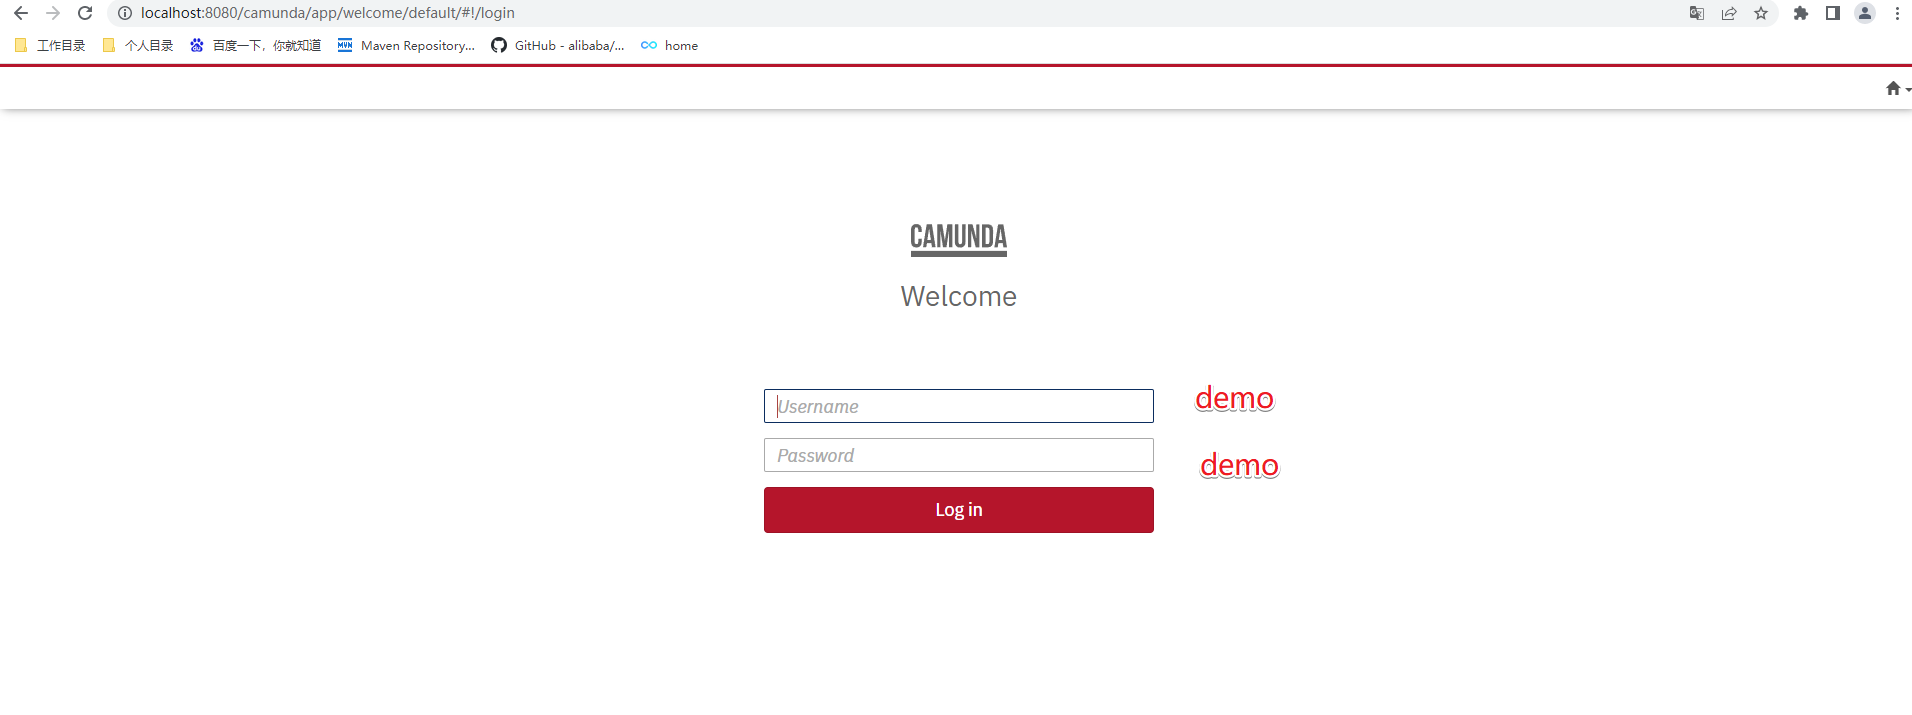 localhost:8080/camunda/app/welcome/default/#!/login
工作目录 个人目录 百度一下，你就知道 Maven Repository... GitHub - alibaba/... home
CAMUNDA
Welcome
Username demo
Password demo
Log in